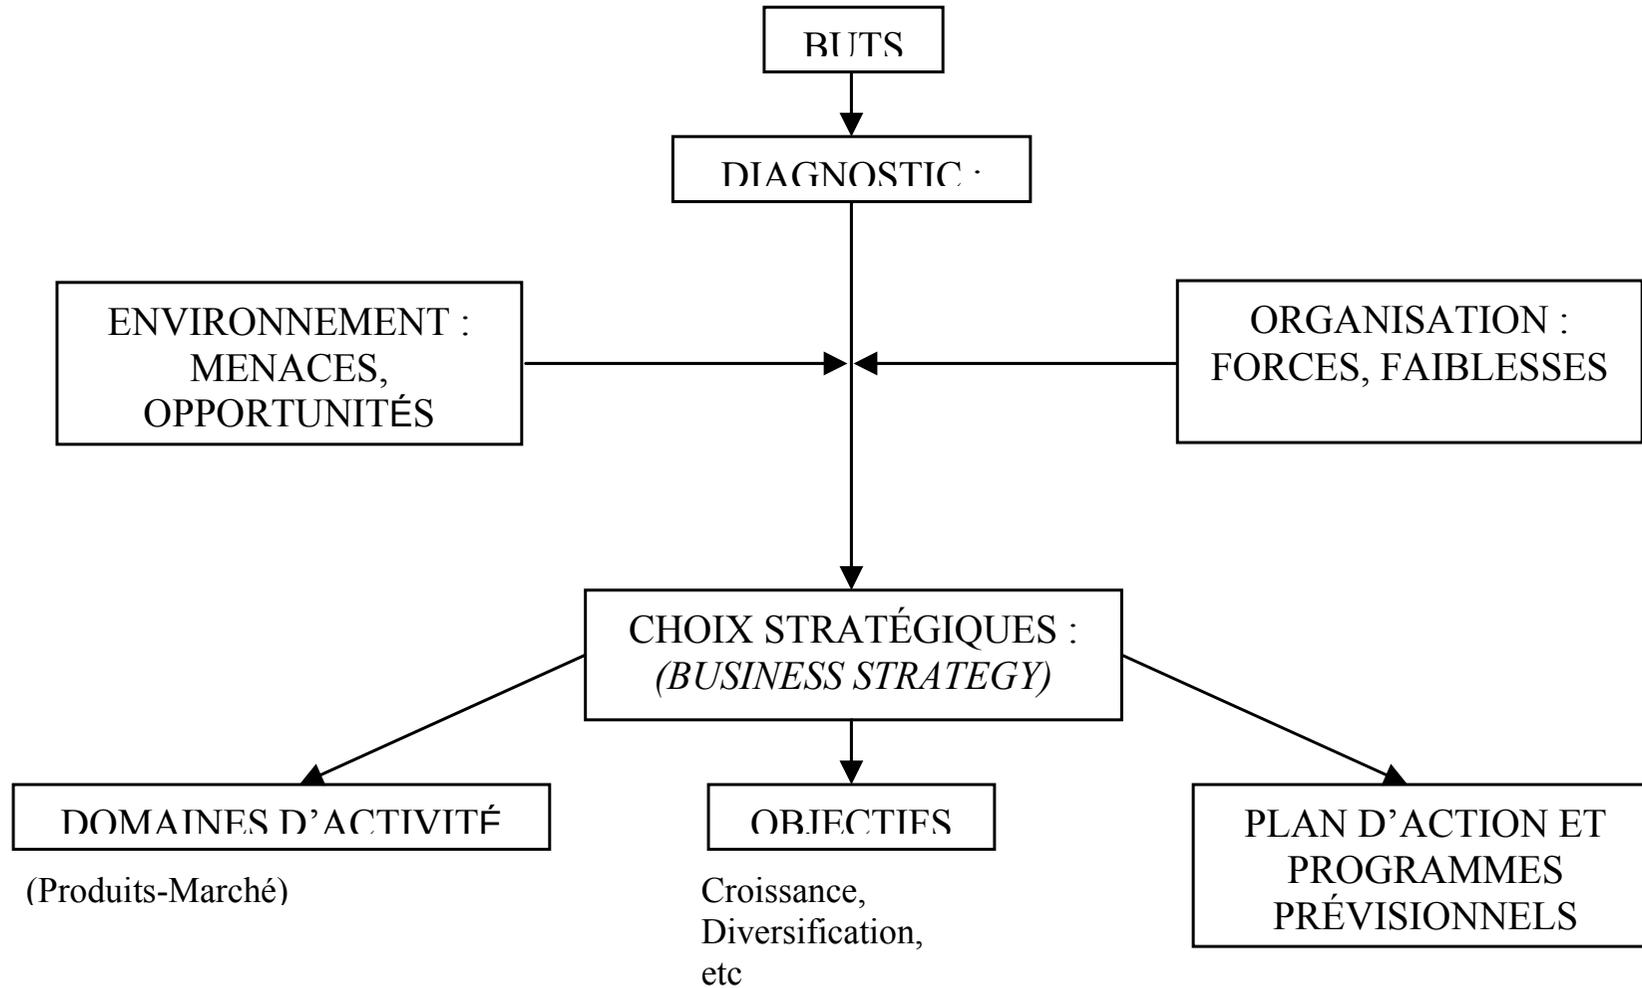 BUTS
DIAGNOSTIC :
ENVIRONNEMENT :
MENACES,
OPPORTUNITÉS
ORGANISATION :
FORCES, FAIBLESSES
CHOIX STRATÉGIQUES :
(BUSINESS STRATEGY)
DOMAINES D’ACTIVITÉ
(Produits-Marché)
OBJECTIFS
Croissance,
Diversification,
etc
PLAN D’ACTION ET
PROGRAMMES
PRÉVISIONNELS